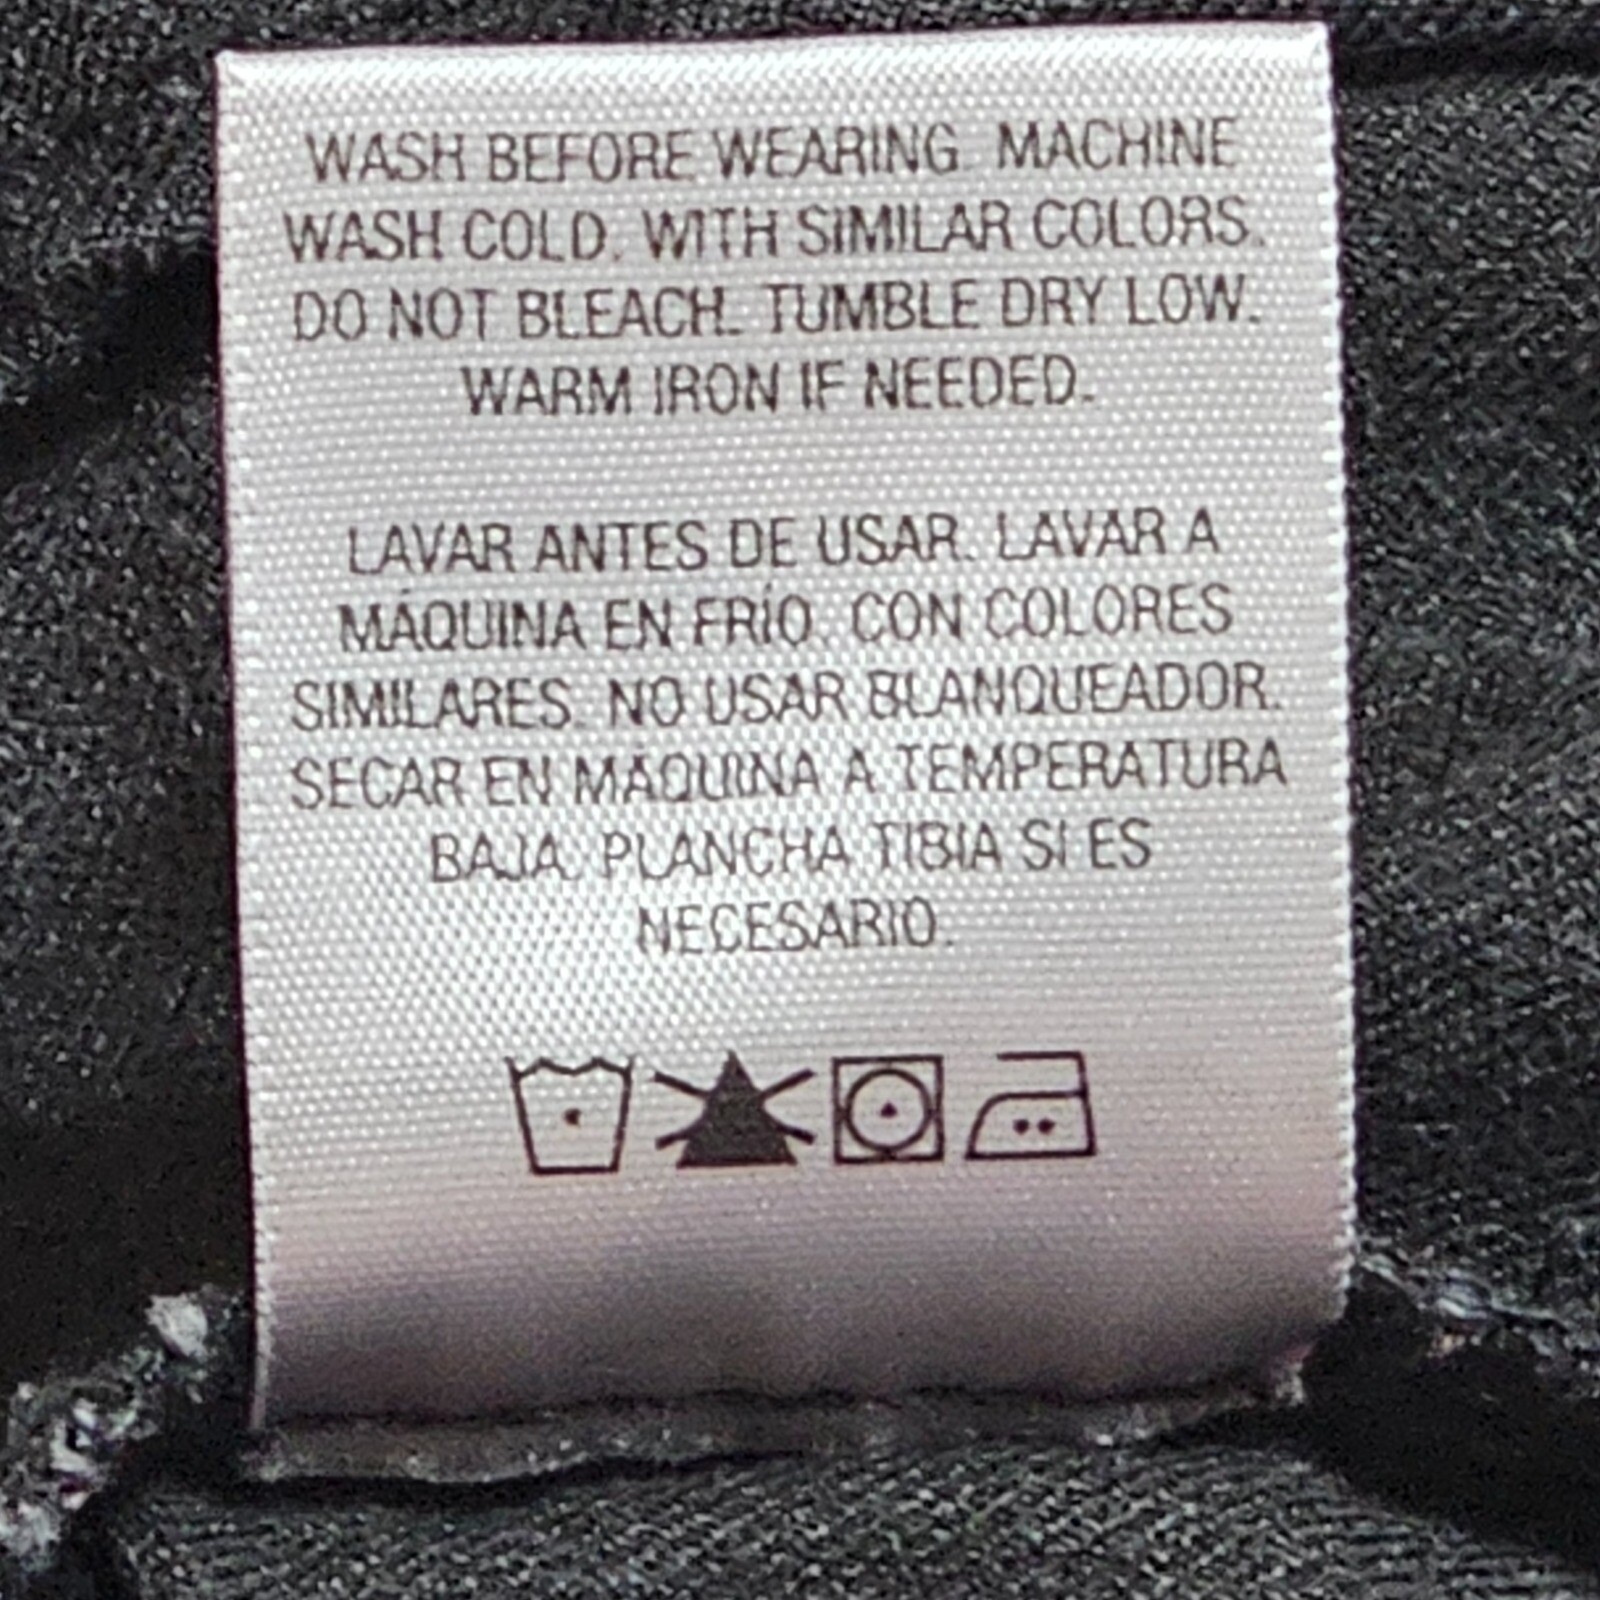 WASH BEFORE WEARING. MACHINE
WASH COLD. WITH SIMILAR COLORS.
DO NOT BLEACH. TUMBLE DRY LOW.
WARM IRON IF NEEDED.
LAVAR ANTES DE USAR. LAVAR A
MÁQUINA EN FRÍO. CON COLORES
SIMILARES. NO USAR BLANQUEADOR.
SECAR EN MÁQUINA A TEMPERATURA
BAJA. PLANCHA TIBIA SI ES
NECESARIO.